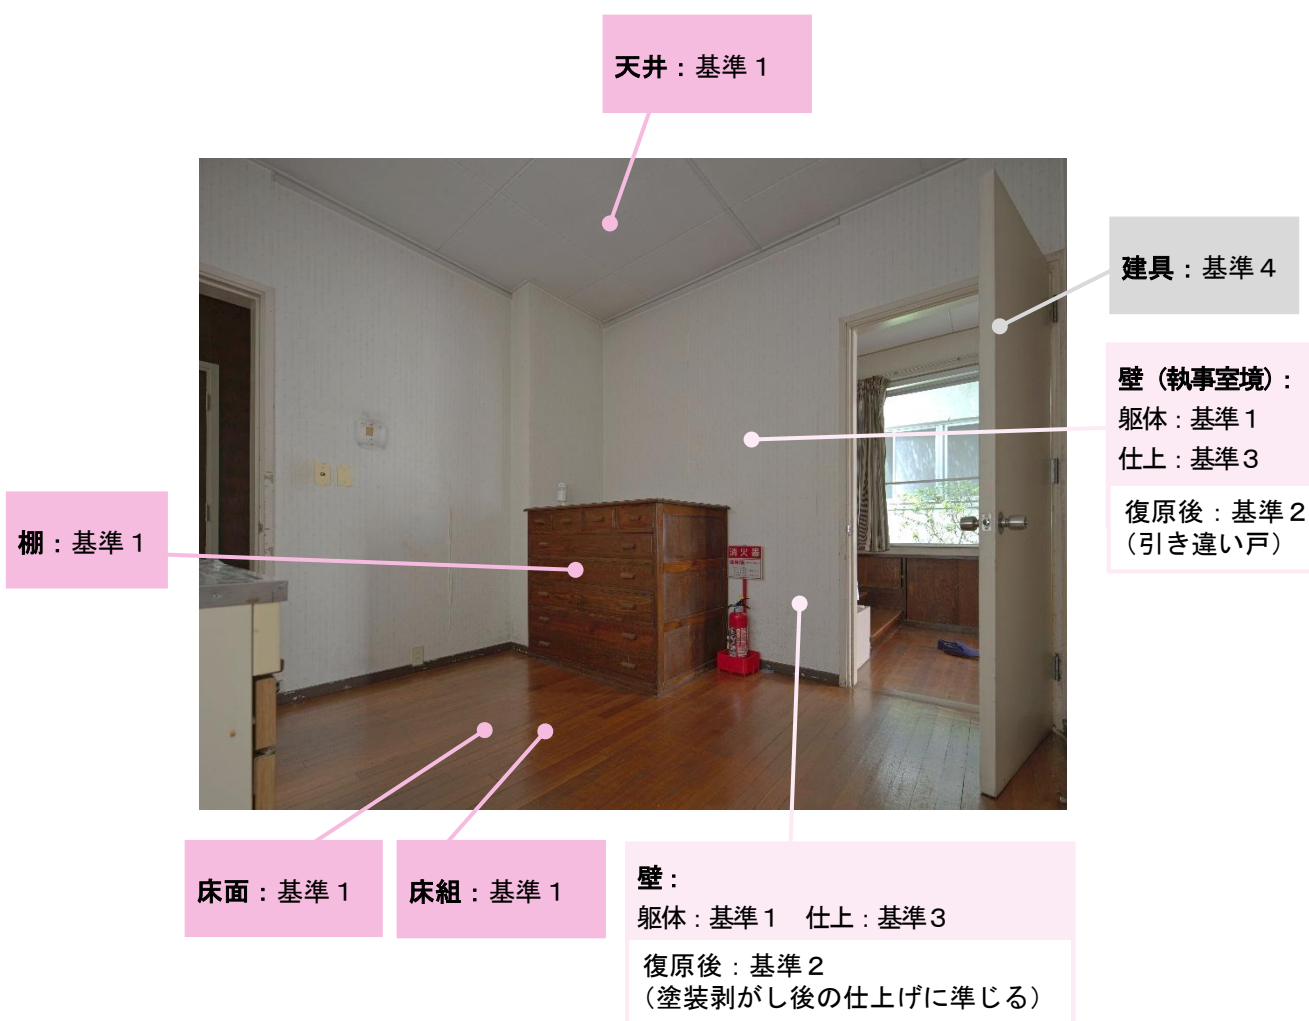 天井：基準１
建具：基準４
壁（執事室境）：
躯体：基準１
仕上：基準３
復原後：基準２
（引き違い戸）
棚：基準１
消火器
床面：基準１
床組：基準１
壁：
躯体：基準１　仕上：基準３
復原後：基準２
（塗装剥がし後の仕上げに準じる）